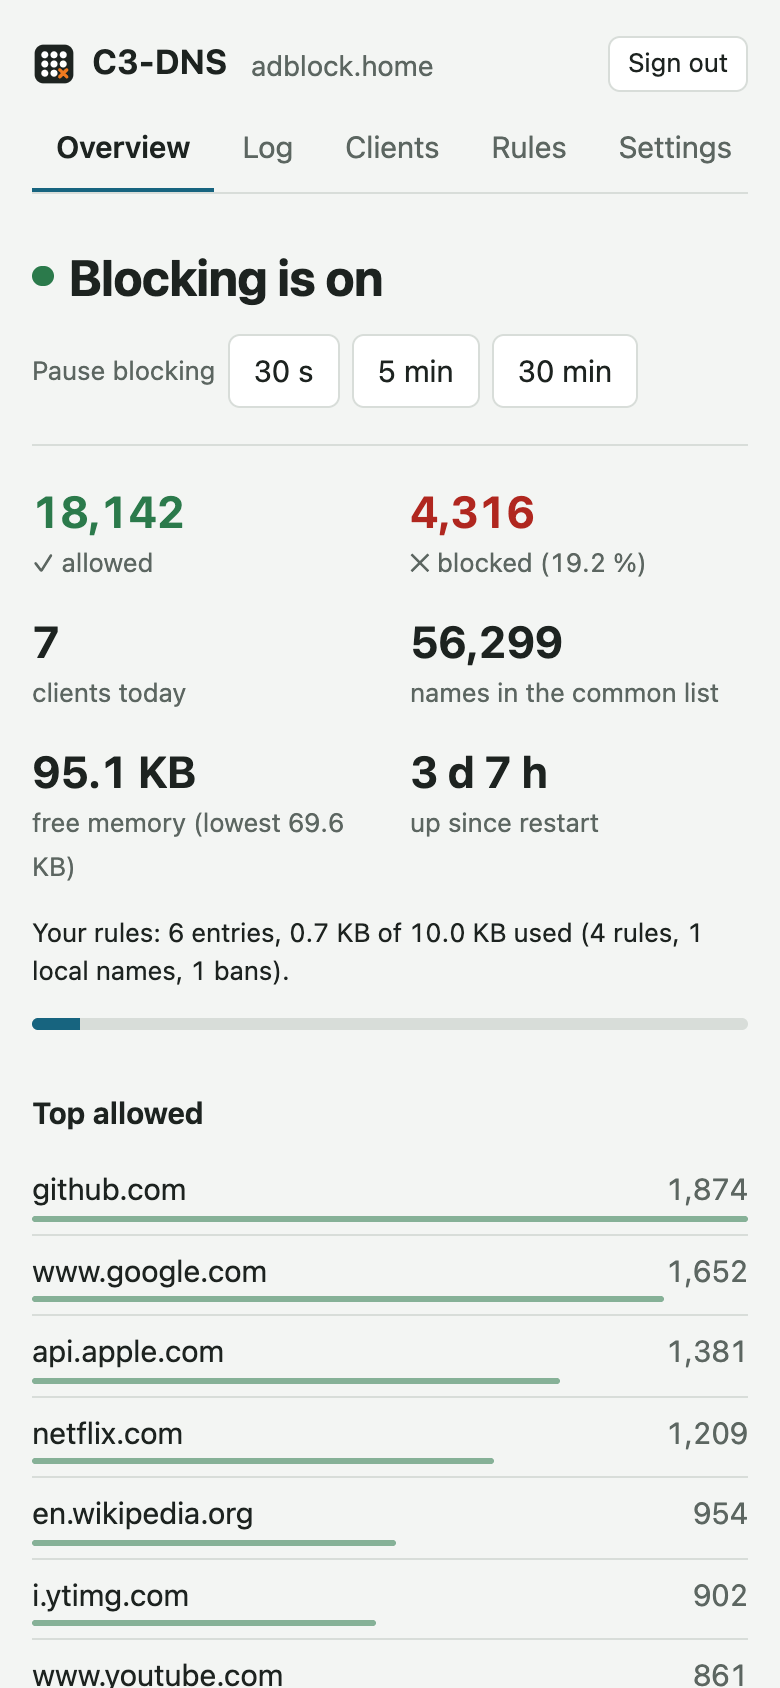 C3-DNS adblock.home Sign out
Overview Log Clients Rules Settings
Blocking is on
Pause blocking 30 s 5 min 30 min
18,142 4,316
✓ allowed ✕ blocked (19.2 %)
7 56,299
clients today names in the common list
95.1 KB 3 d 7 h
free memory (lowest 69.6 up since restart
KB)
Your rules: 6 entries, 0.7 KB of 10.0 KB used (4 rules, 1
local names, 1 bans).
Top allowed
github.com 1,874
www.google.com 1,652
api.apple.com 1,381
netflix.com 1,209
en.wikipedia.org 954
i.ytimg.com 902
www.youtube.com 861